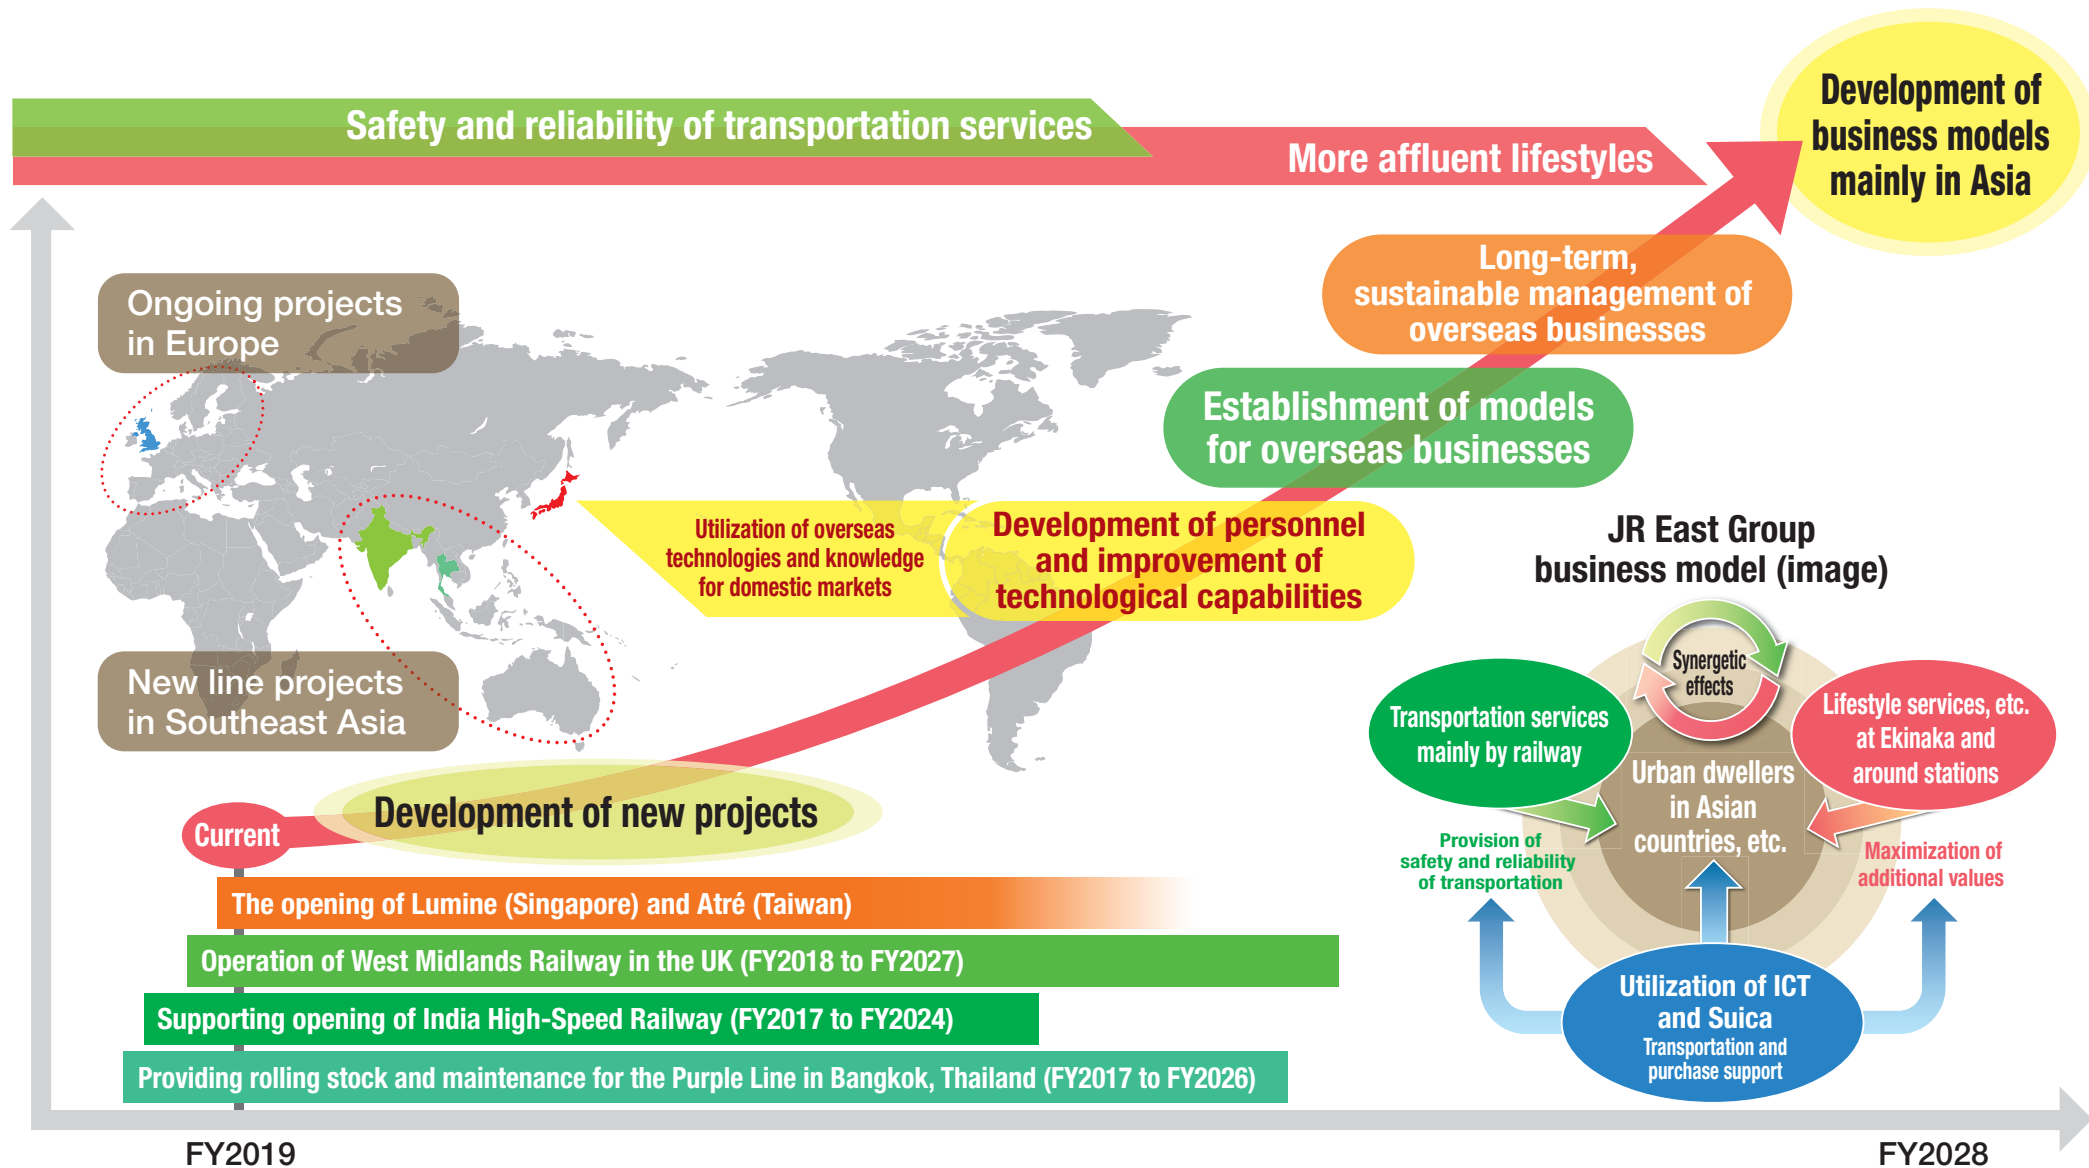 Development of
business models
mainly in Asia
Safety and reliability of transportation services
More affluent lifestyles
Long-term,
sustainable management of
overseas businesses
Ongoing projects
in Europe
Establishment of models
for overseas businesses
Utilization of overseas
technologies and knowledge
for domestic markets
Development of personnel
and improvement of
technological capabilities
New line projects
in Southeast Asia
Development of new projects
Current
The opening of Lumine (Singapore) and Atré (Taiwan)
Operation of West Midlands Railway in the UK (FY2018 to FY2027)
Supporting opening of India High-Speed Railway (FY2017 to FY2024)
Providing rolling stock and maintenance for the Purple Line in Bangkok, Thailand (FY2017 to FY2026)
JR East Group
business model (image)
Synergetic
effects
Transportation services
mainly by railway
Lifestyle services, etc.
at Ekinaka and
around stations
Urban dwellers
in Asian
countries, etc.
Provision of
safety and reliability
of transportation
Maximization of
additional values
Utilization of ICT
and Suica
Transportation and
purchase support
FY2019
FY2028